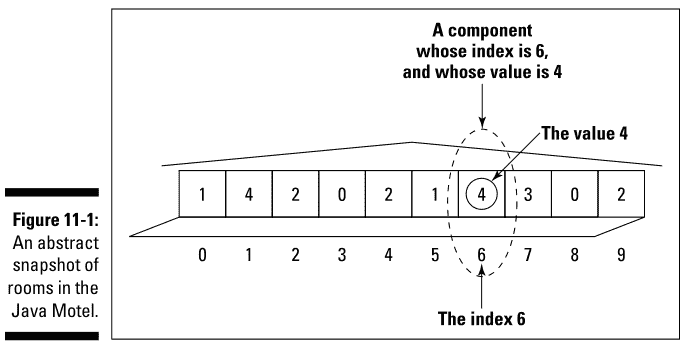 A component
whose index is 6,
and whose value is 4
The value 4
1 4 2 0 2 1 4 3 0 2
0 1 2 3 4 5 6 7 8 9
The index 6
Figure 11-1:
An abstract
snapshot of
rooms in the
Java Motel.